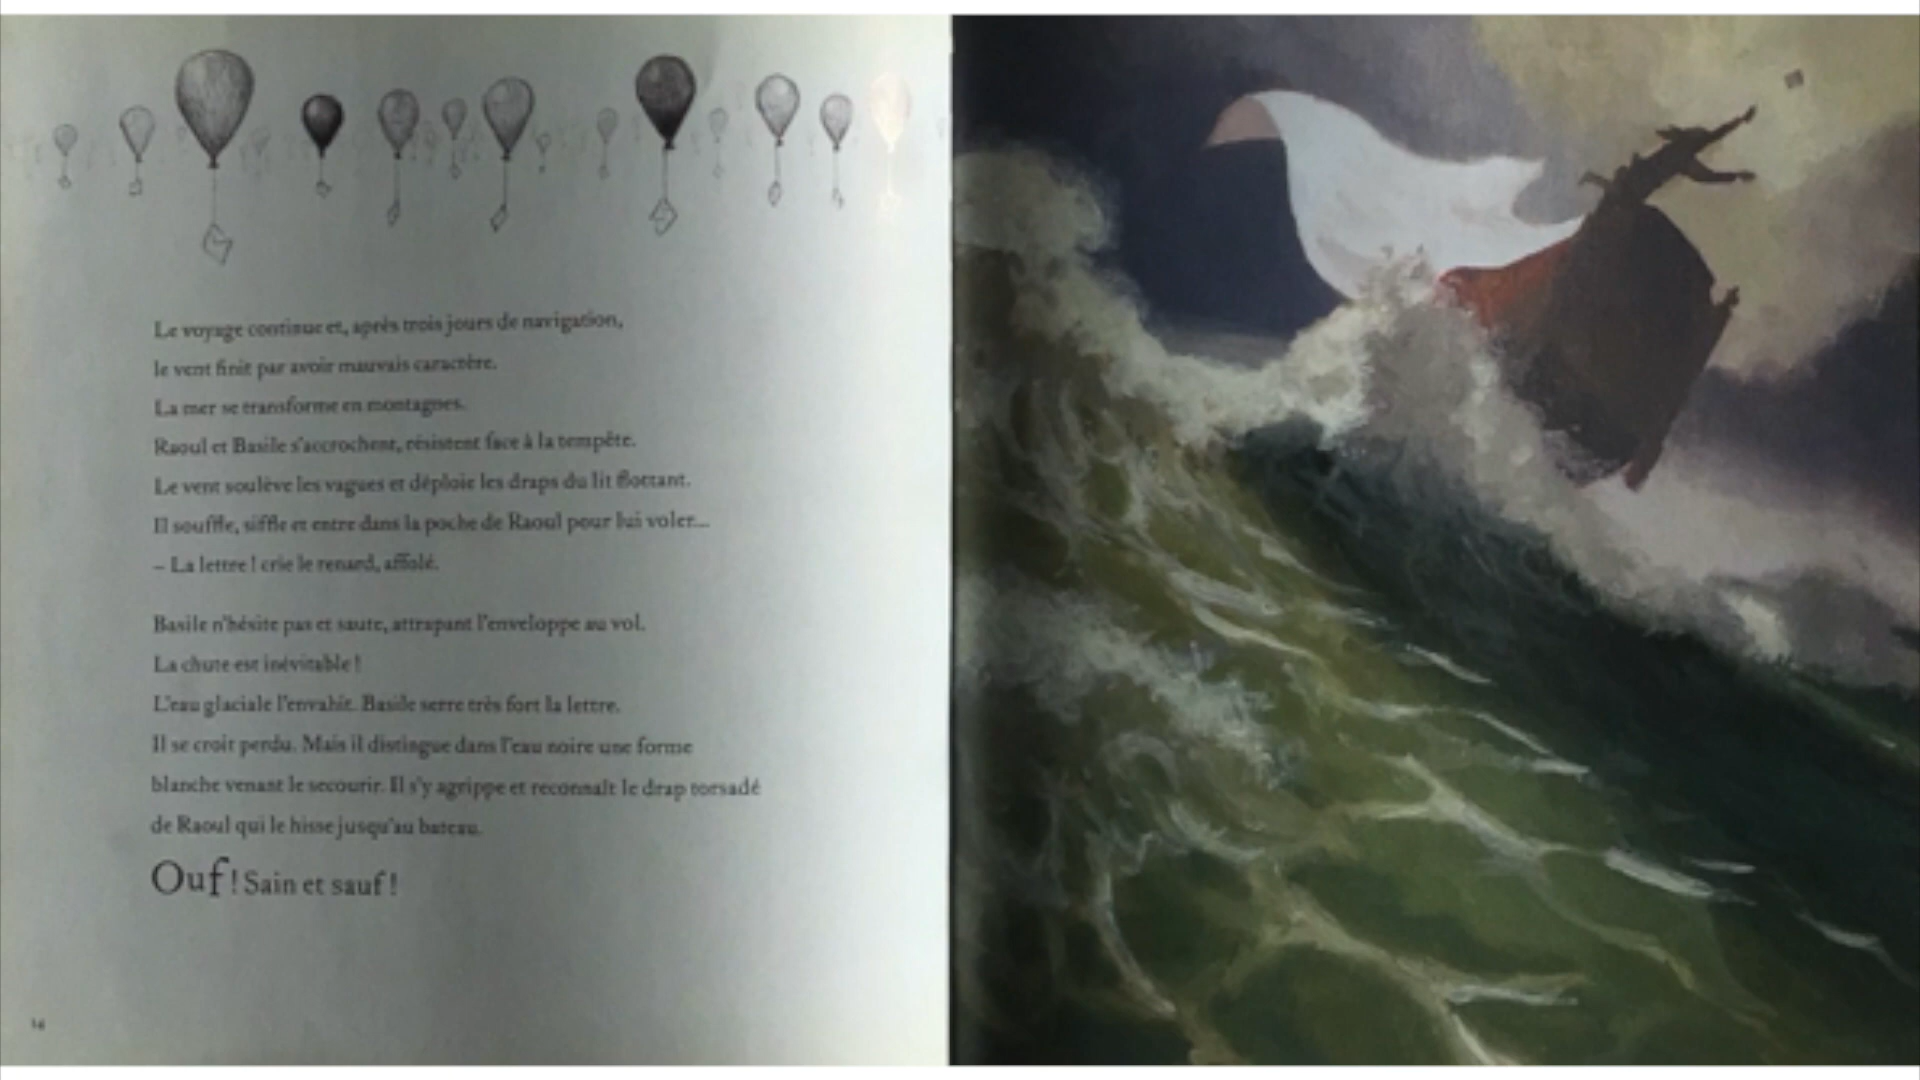 Le voyage continue et, après trois jours de navigation,
le vent finit par avoir mauvais caractère.
La mer se transforme en montagnes.
Raoul et Basile s'accrochent, résistent face à la tempête.
Le vent soulève les vagues et déploie les draps du lit flottant.
Il souffle, siffle et entre dans la poche de Raoul pour lui voler...
– La lettre ! crie le renard, affolé.
Basile n'hésite pas et saute, attrapant l'enveloppe au vol.
La chute est inévitable !
L'eau glaciale l'envahit. Basile serre très fort la lettre.
Il se croit perdu. Mais il distingue dans l'eau noire une forme
blanche venant le secourir. Il s'y agrippe et reconnaît le drap torsadé
de Raoul qui le hisse jusqu'au bateau.
Ouf ! Sain et sauf !
14